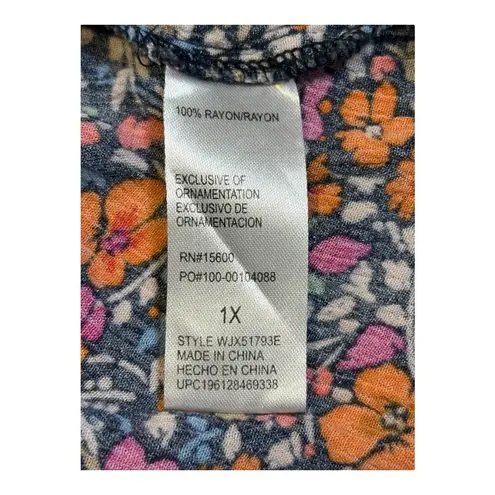 100% RAYON/RAYON
EXCLUSIVE OF
ORNAMENTATION
EXCLUSIVO DE
ORNAMENTACION
RN#15600
PO#100-00104088
1X
STYLE WJX51793E
MADE IN CHINA
HECHO EN CHINA
UPC196128469338